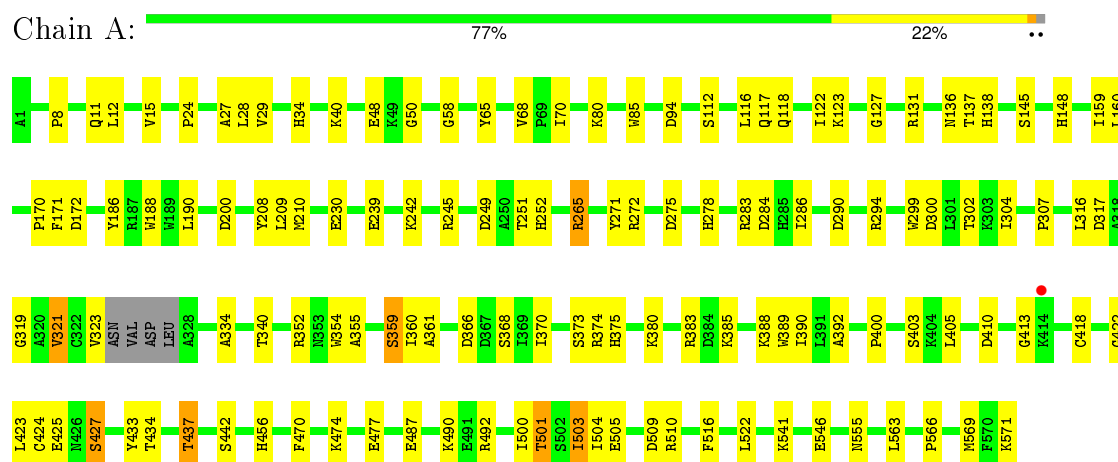 Chain A:
77% 22% ••
A1 P8 Q11 L12 V15 P24 A27 L28 V29 H34 K40 E48 K49 G50 G58 Y65 V68 P69 I70 K80 W85 D94 S112 L116 Q117 Q118 I122 K123 G127 R131 N136 T137 H138 S145 H148 I159 L160
P170 F171 D172 Y186 R187 W188 W189 L190 D200 Y208 L209 M210 E230 E239 K242 R245 D249 A250 T251 H252 R265 Y271 R272 D275 H278 R283 D284 H285 I286 D290 R294 W299 D300 L301 T302 K303 I304 P307 L316 D317 A318
G319 A320 V321 C322 V323 ASN VAL ASP LEU A328 A334 T340 R352 N353 W354 A355 S359 I360 A361 D366 D367 S368 I369 I370 S373 R374 H375 K380 R383 D384 K385 K388 W389 I390 L391 A392 P400 S403 K404 L405 D410 G413 K414 C418
L423 C424 E425 N426 S427 Y433 T434 T437 S442 H456 F470 K474 E477 E487 K490 E491 R492 I500 T501 S502 I503 I504 E505 D509 R510 F516 L522 K541 E546 N555 L563 P566 M569 F570 K571